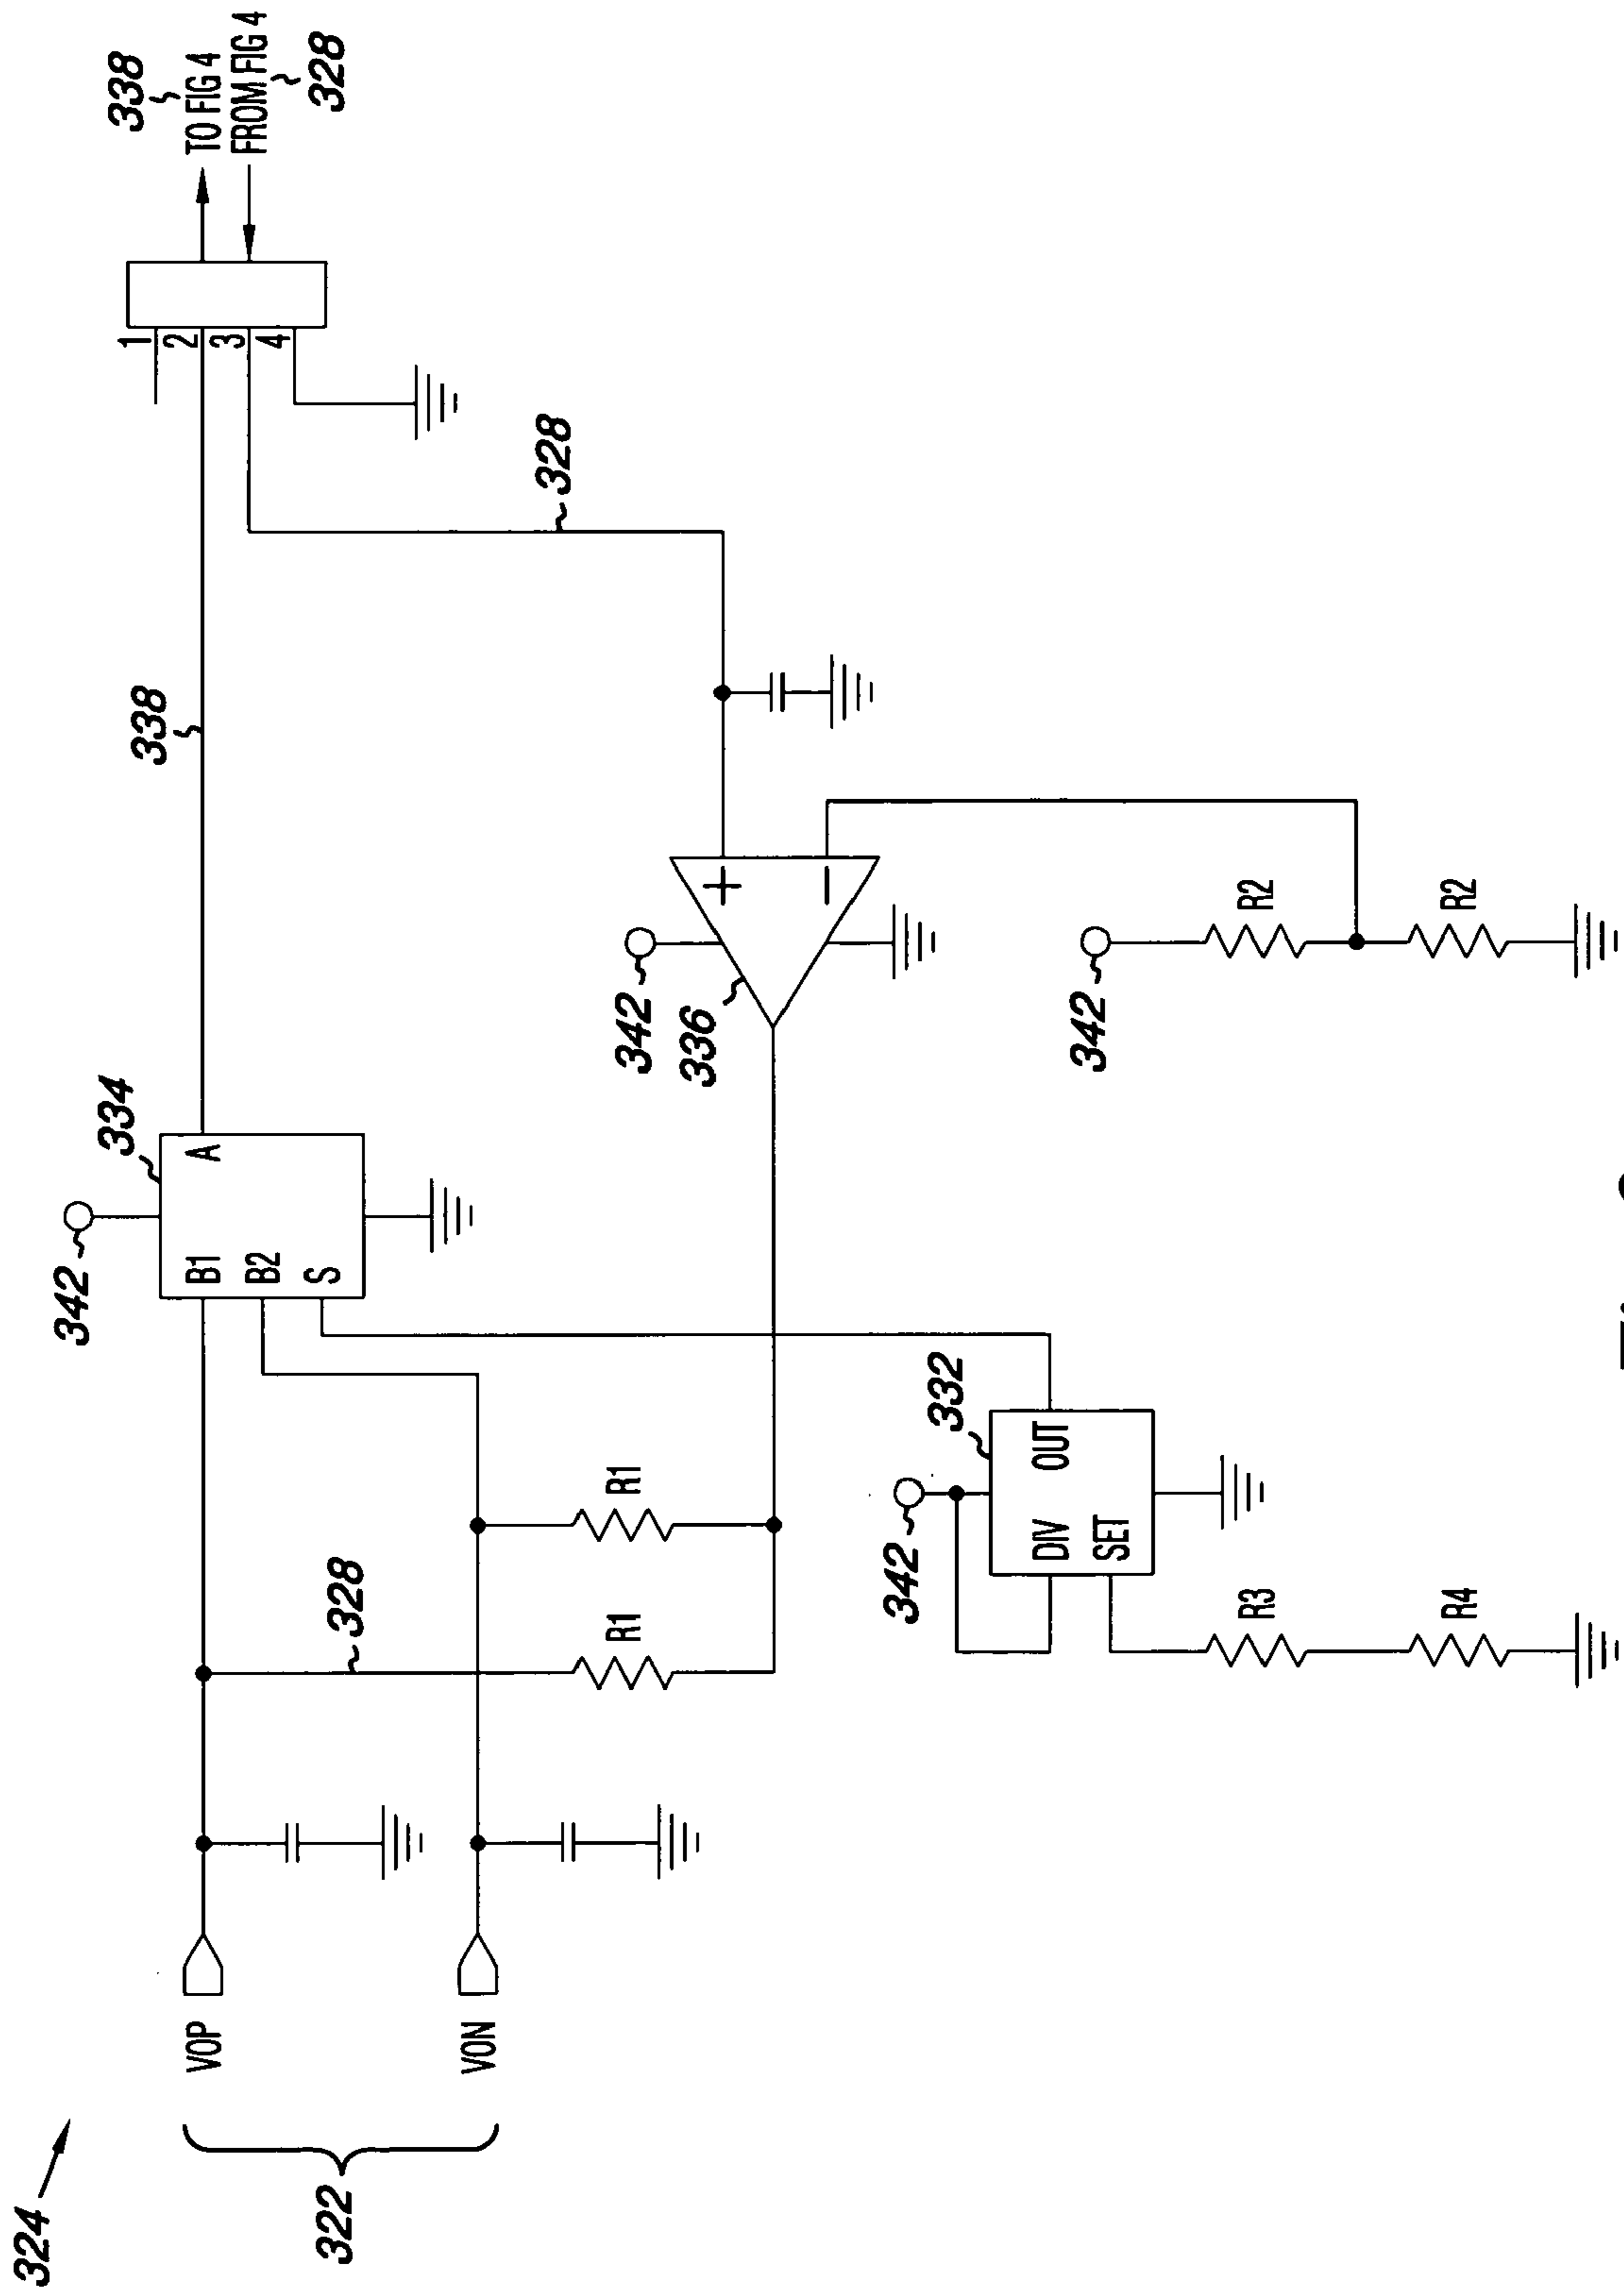 324
322
VOP
VON
328
R1
R1
342
334
B1
B2
S
A
338
338
TO FIG 4
FROM FIG 4
328
1
2
3
4
328
342
336
+
−
342
R2
R2
342
332
DIV
OUT
SET
R3
R4